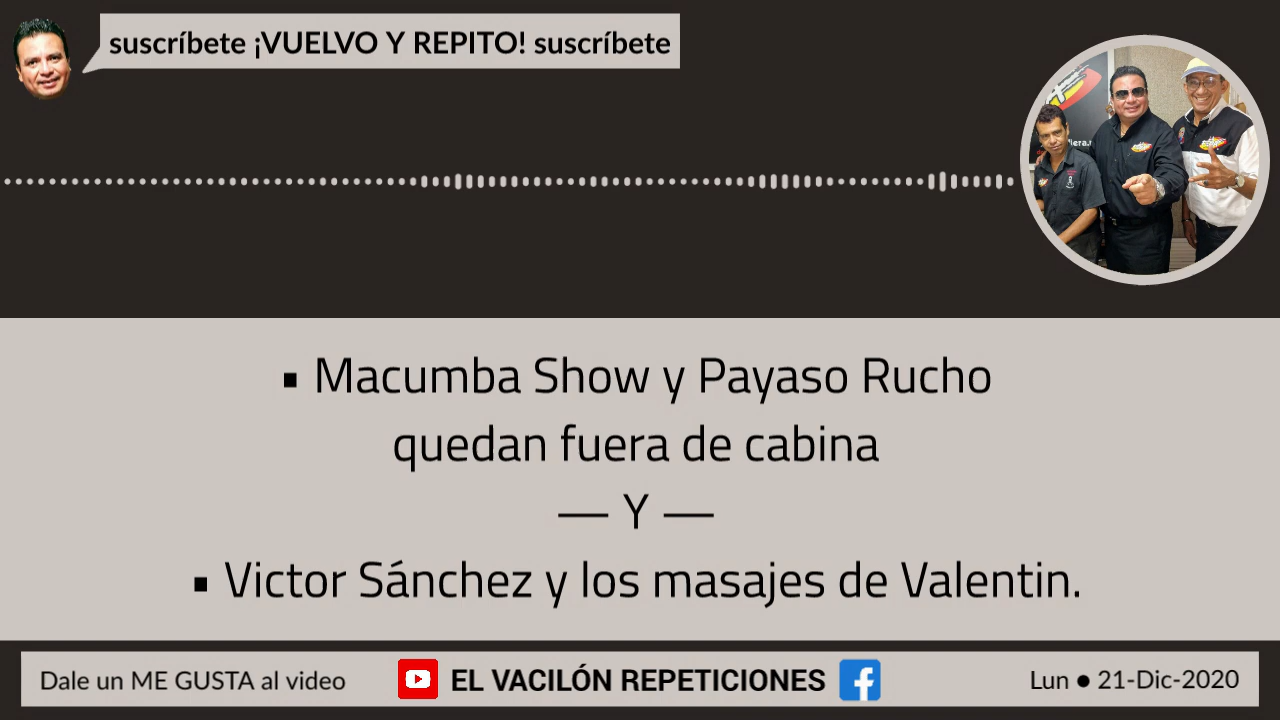 suscríbete ¡VUELVO Y REPITO! suscríbete
▪ Macumba Show y Payaso Rucho
quedan fuera de cabina
— Y —
▪ Victor Sánchez y los masajes de Valentin.
Dale un ME GUSTA al video
EL VACILÓN REPETICIONES
Lun ● 21-Dic-2020